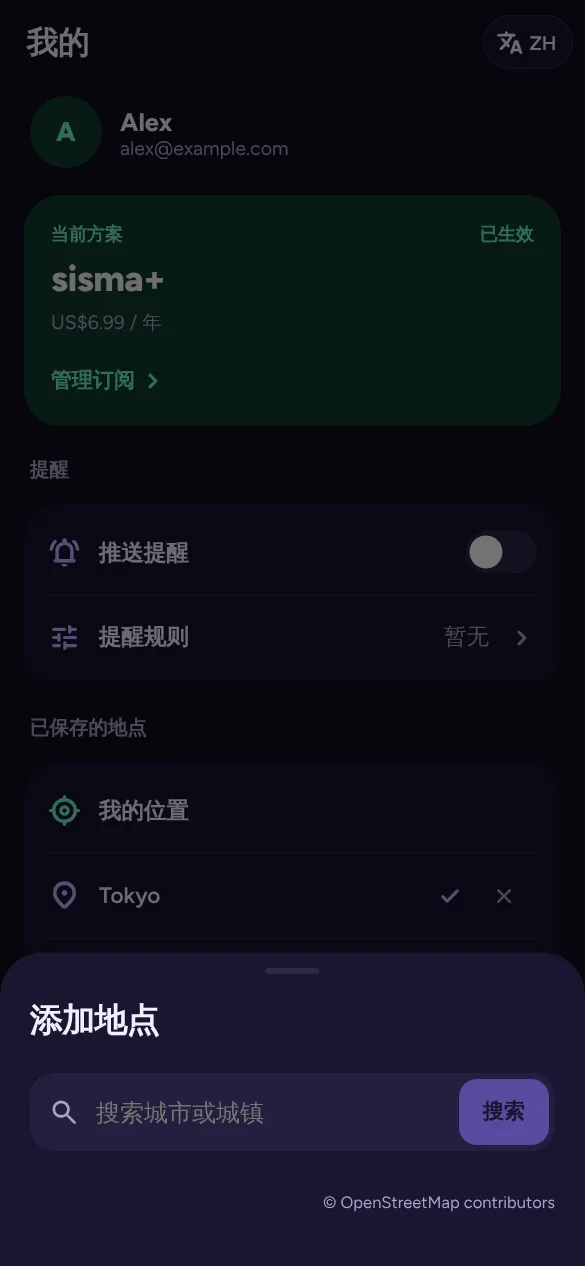 我的
ZH
A
Alex
alex@example.com
当前方案
已生效
sisma+
US$6.99 / 年
管理订阅
提醒
推送提醒
提醒规则
暂无
已保存的地点
我的位置
Tokyo
添加地点
搜索城市或城镇
搜索
© OpenStreetMap contributors